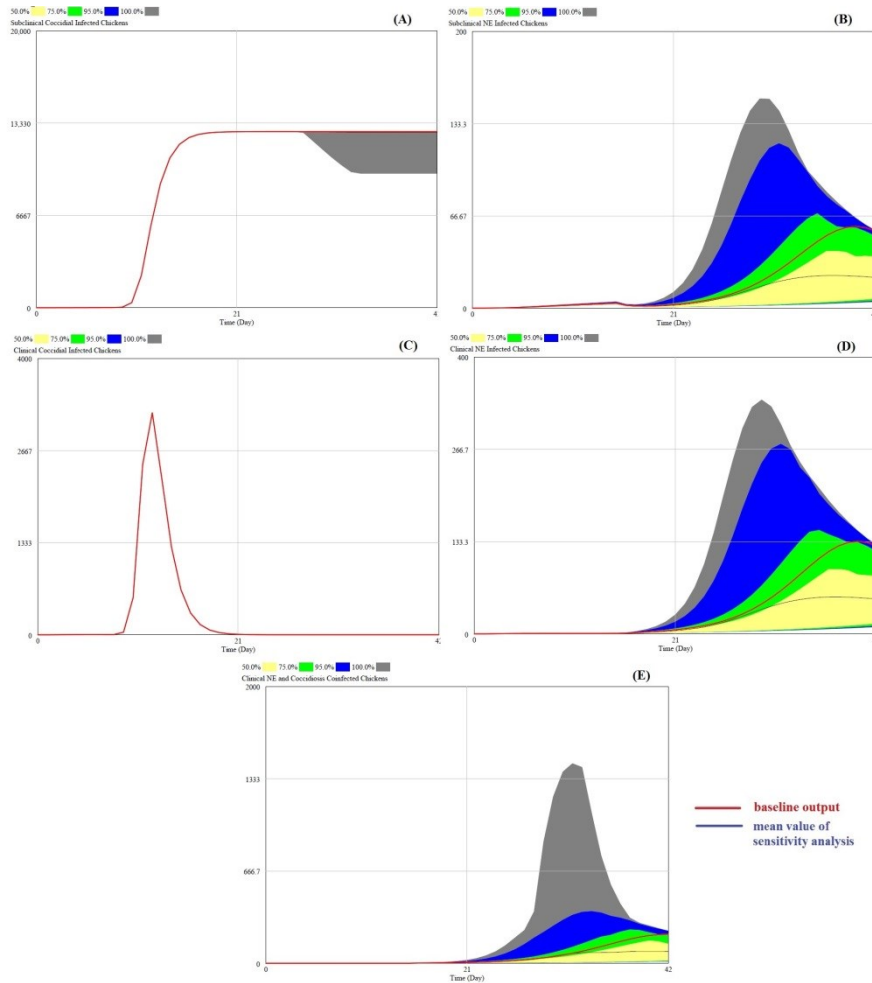 50.0% 75.0% 95.0% 100.0%
Subclinical Coccidial Infected Chickens
(A)
20,000
13,330
6667
0
0
21
4
Time (Day)
50.0% 75.0% 95.0% 100.0%
Subclinical NE Infected Chickens
(B)
200
133.3
66.67
0
0
21
Time (Day)
50.0% 75.0% 95.0% 100.0%
Clinical Coccidial Infected Chickens
(C)
4000
2667
1333
0
0
21
Time (Day)
50.0% 75.0% 95.0% 100.0%
Clinical NE Infected Chickens
(D)
400
266.7
133.3
0
0
21
Time (Day)
50.0% 75.0% 95.0% 100.0%
Clinical NE and Coccidiosis Coinfected Chickens
(E)
2000
1333
666.7
0
0
21
42
Time (Day)
baseline output
mean value of
sensitivity analysis